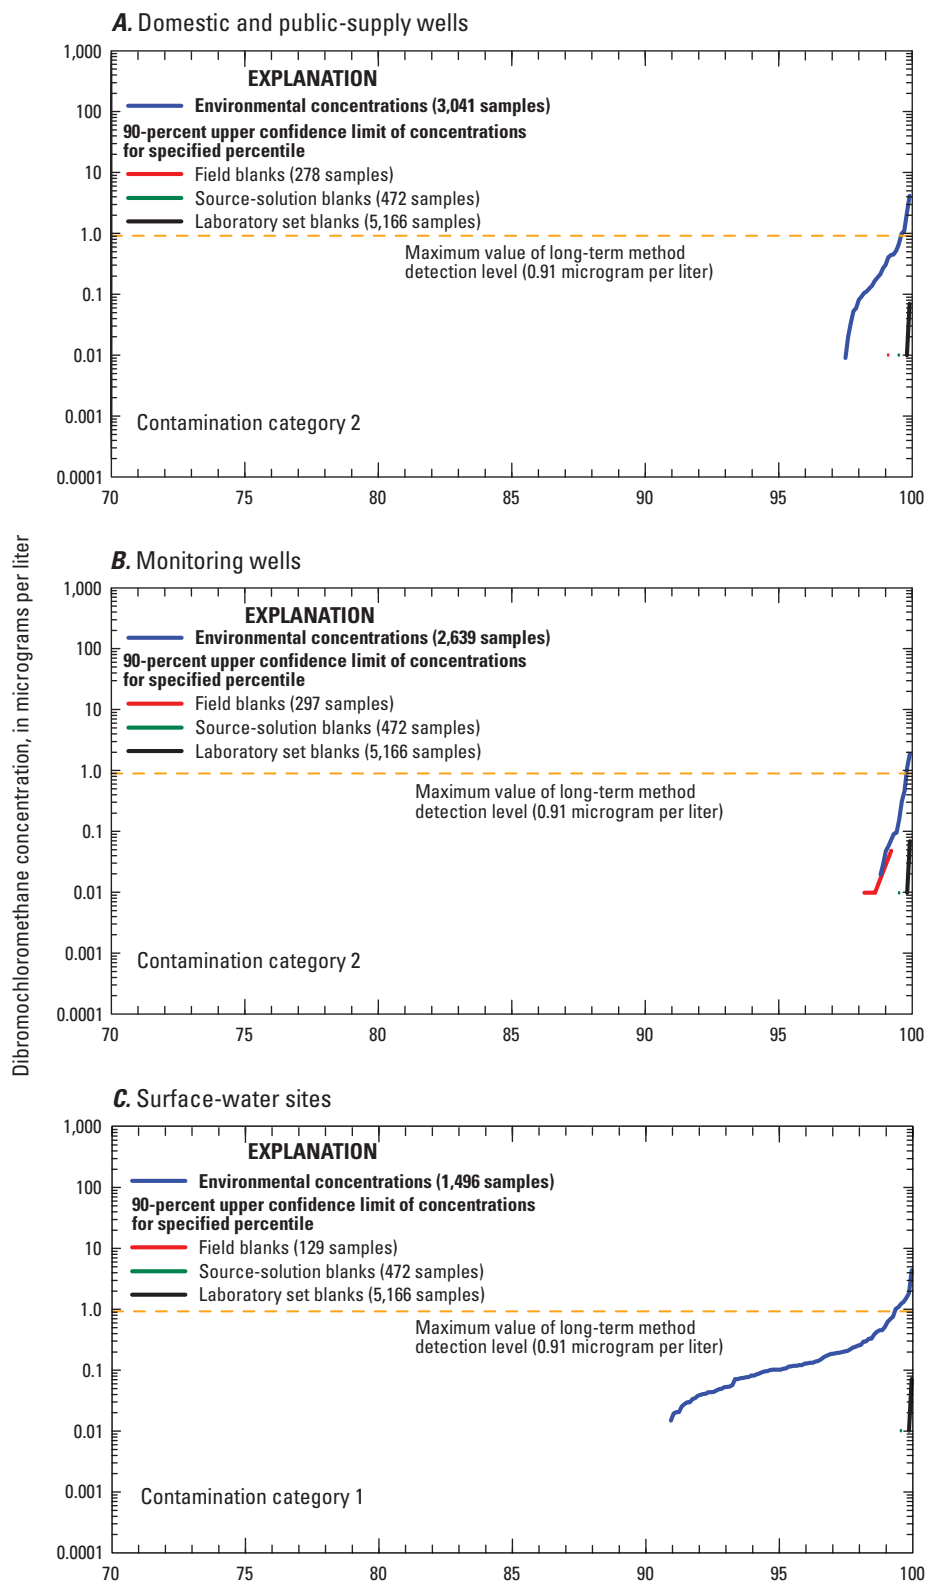 Dibromochloromethane concentration, in micrograms per liter
A. Domestic and public-supply wells
1,000
100
10
1.0
0.1
0.01
0.001
0.0001
EXPLANATION
Environmental concentrations (3,041 samples)
90-percent upper confidence limit of concentrations
for specified percentile
Field blanks (278 samples)
Source-solution blanks (472 samples)
Laboratory set blanks (5,166 samples)
Maximum value of long-term method
detection level (0.91 microgram per liter)
Contamination category 2
70 75 80 85 90 95 100
B. Monitoring wells
1,000
100
10
1.0
0.1
0.01
0.001
0.0001
EXPLANATION
Environmental concentrations (2,639 samples)
90-percent upper confidence limit of concentrations
for specified percentile
Field blanks (297 samples)
Source-solution blanks (472 samples)
Laboratory set blanks (5,166 samples)
Maximum value of long-term method
detection level (0.91 microgram per liter)
Contamination category 2
70 75 80 85 90 95 100
C. Surface-water sites
1,000
100
10
1.0
0.1
0.01
0.001
0.0001
EXPLANATION
Environmental concentrations (1,496 samples)
90-percent upper confidence limit of concentrations
for specified percentile
Field blanks (129 samples)
Source-solution blanks (472 samples)
Laboratory set blanks (5,166 samples)
Maximum value of long-term method
detection level (0.91 microgram per liter)
Contamination category 1
70 75 80 85 90 95 100